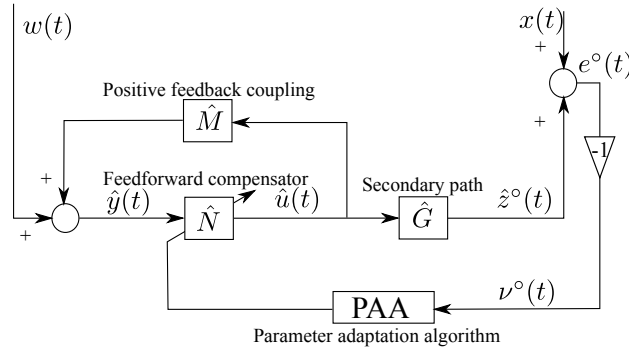 w(t)
x(t)
+
e°(t)
Positive feedback coupling
M̂
+
-1
+
Feedforward compensator
ŷ(t)
N̂
û(t)
Secondary path
Ĝ
ẑ°(t)
+
ν°(t)
PAA
Parameter adaptation algorithm